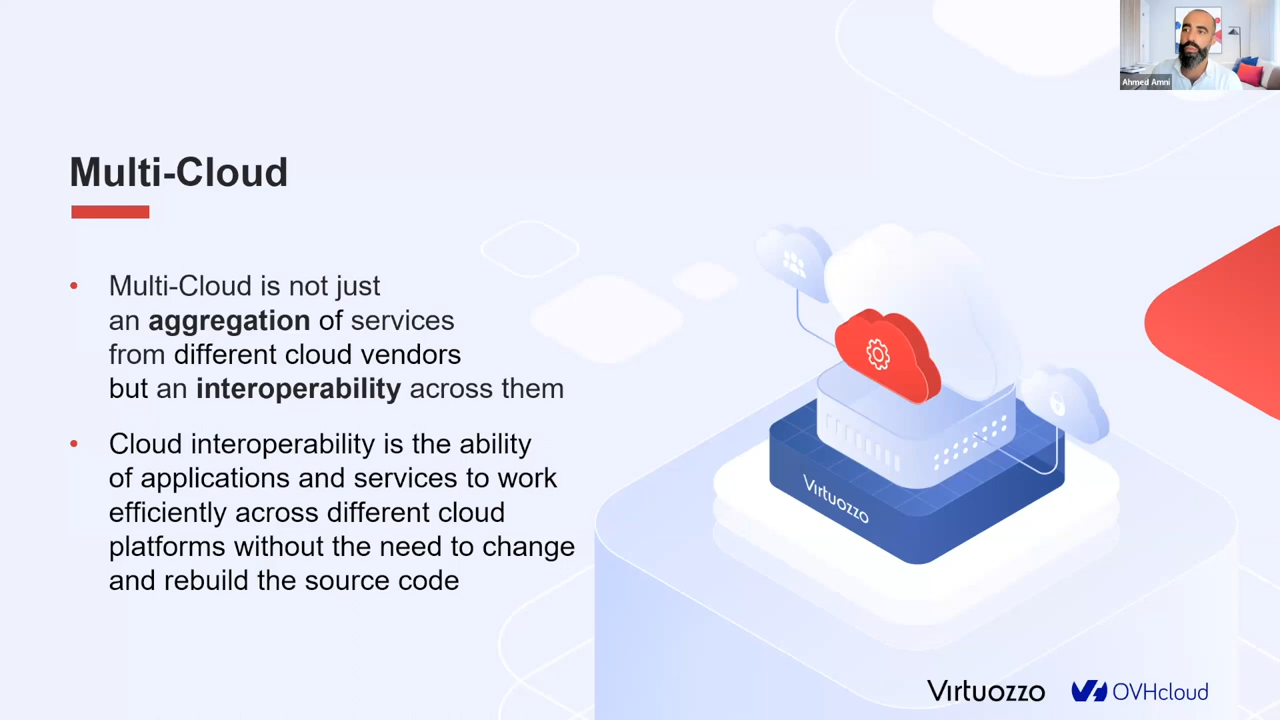 Ahmed Amni
Multi-Cloud
• Multi-Cloud is not just
an aggregation of services
from different cloud vendors
but an interoperability across them
• Cloud interoperability is the ability
of applications and services to work
efficiently across different cloud
platforms without the need to change
and rebuild the source code
Virtuozzo
Virtuozzo
OVHcloud